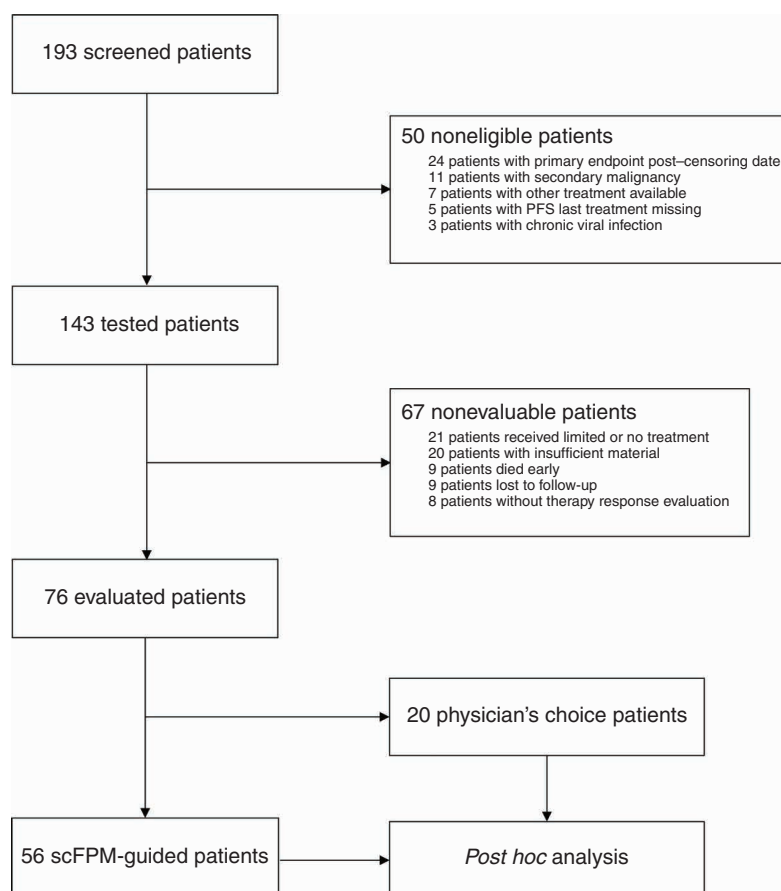 193 screened patients
50 noneligible patients
24 patients with primary endpoint post–censoring date
11 patients with secondary malignancy
7 patients with other treatment available
5 patients with PFS last treatment missing
3 patients with chronic viral infection
143 tested patients
67 nonevaluable patients
21 patients received limited or no treatment
20 patients with insufficient material
9 patients died early
9 patients lost to follow-up
8 patients without therapy response evaluation
76 evaluated patients
20 physician’s choice patients
56 scFPM-guided patients
Post hoc analysis